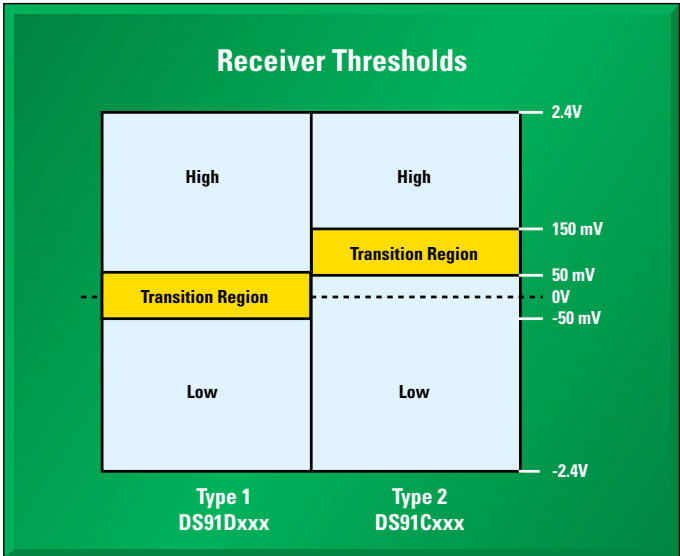 Receiver Thresholds
2.4V
High
High
150 mV
Transition Region
50 mV
Transition Region
0V
-50 mV
Low
Low
-2.4V
Type 1
DS91Dxxx
Type 2
DS91Cxxx